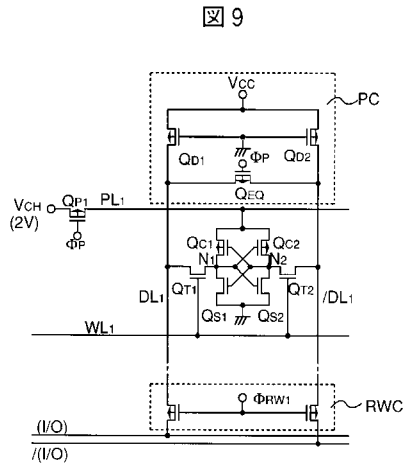 図9
VCC
PC
QD1
ΦP
QD2
QEQ
VCH
(2V)
QP1
PL1
ΦP
QC1
QC2
N1
N2
QT1
QT2
DL1
/DL1
QS1
QS2
WL1
ΦRW1
RWC
(I/O)
/(I/O)